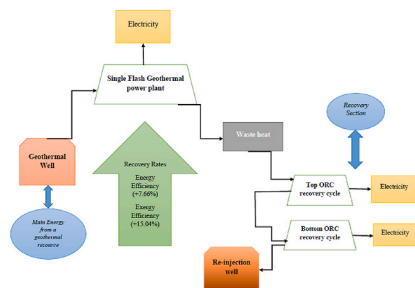 Electricity
Single Flash Geothermal
power plant
Recovery
Section
Waste heat
Geothermal
Well
Recovery Rates
Energy
Efficiency
(+7.66%)
Exergy
Efficiency
(+15.04%)
Top ORC
recovery cycle
Electricity
Main Energy
from a
geothermal
resource
Bottom ORC
recovery cycle
Electricity
Re-injection
well